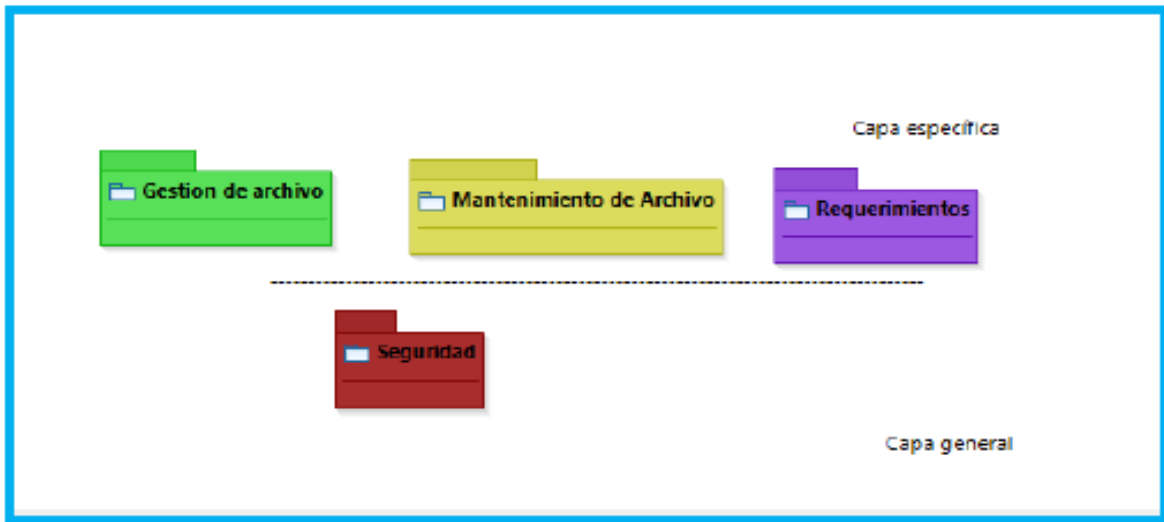 Capa específica
Gestion de archivo
Mantenimiento de Archivo
Requerimientos
Seguridad
Capa general